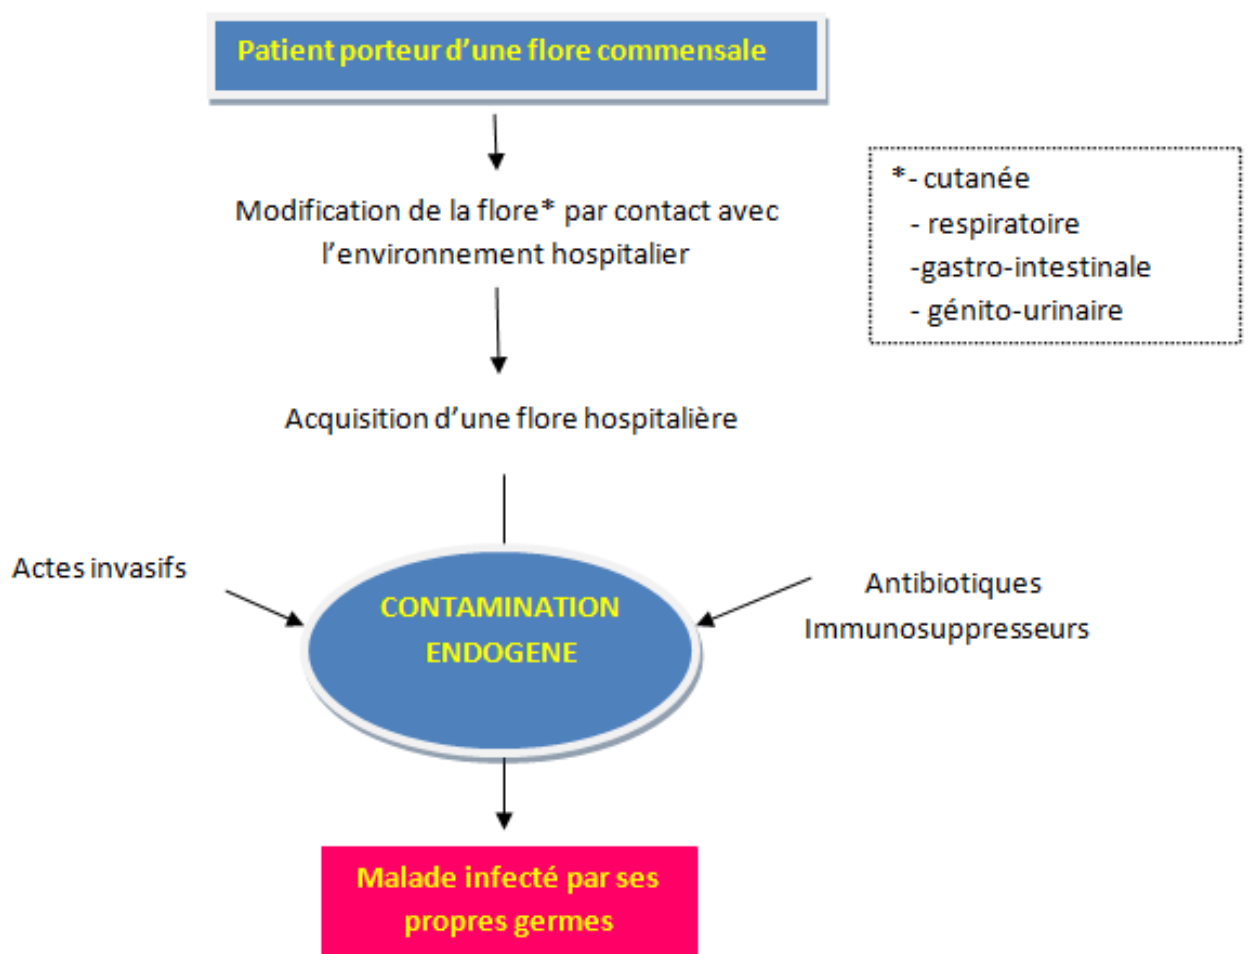 Patient porteur d’une flore commensale
*- cutanée
- respiratoire
-gastro-intestinale
- génito-urinaire
Modification de la flore* par contact avec
l’environnement hospitalier
Acquisition d’une flore hospitalière
Actes invasifs
CONTAMINATION
ENDOGENE
Antibiotiques
Immunosuppresseurs
Malade infecté par ses
propres germes